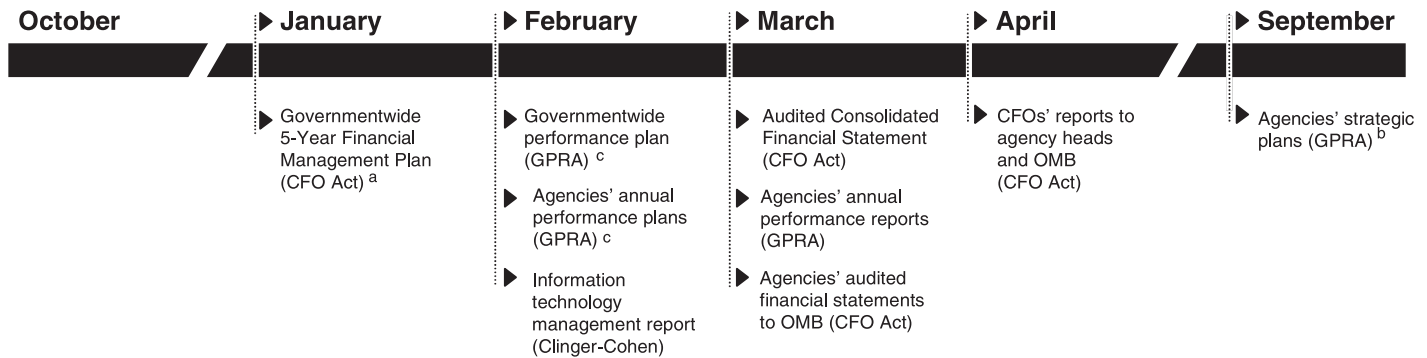 October
January
February
March
April
September
Governmentwide
5-Year Financial
Management Plan
(CFO Act) a
Governmentwide
performance plan
(GPRA) c
Agencies' annual
performance plans
(GPRA) c
Information
technology
management report
(Clinger-Cohen)
Audited Consolidated
Financial Statement
(CFO Act)
Agencies' annual
performance reports
(GPRA)
Agencies' audited
financial statements
to OMB (CFO Act)
CFOs' reports to
agency heads
and OMB
(CFO Act)
Agencies' strategic
plans (GPRA) b